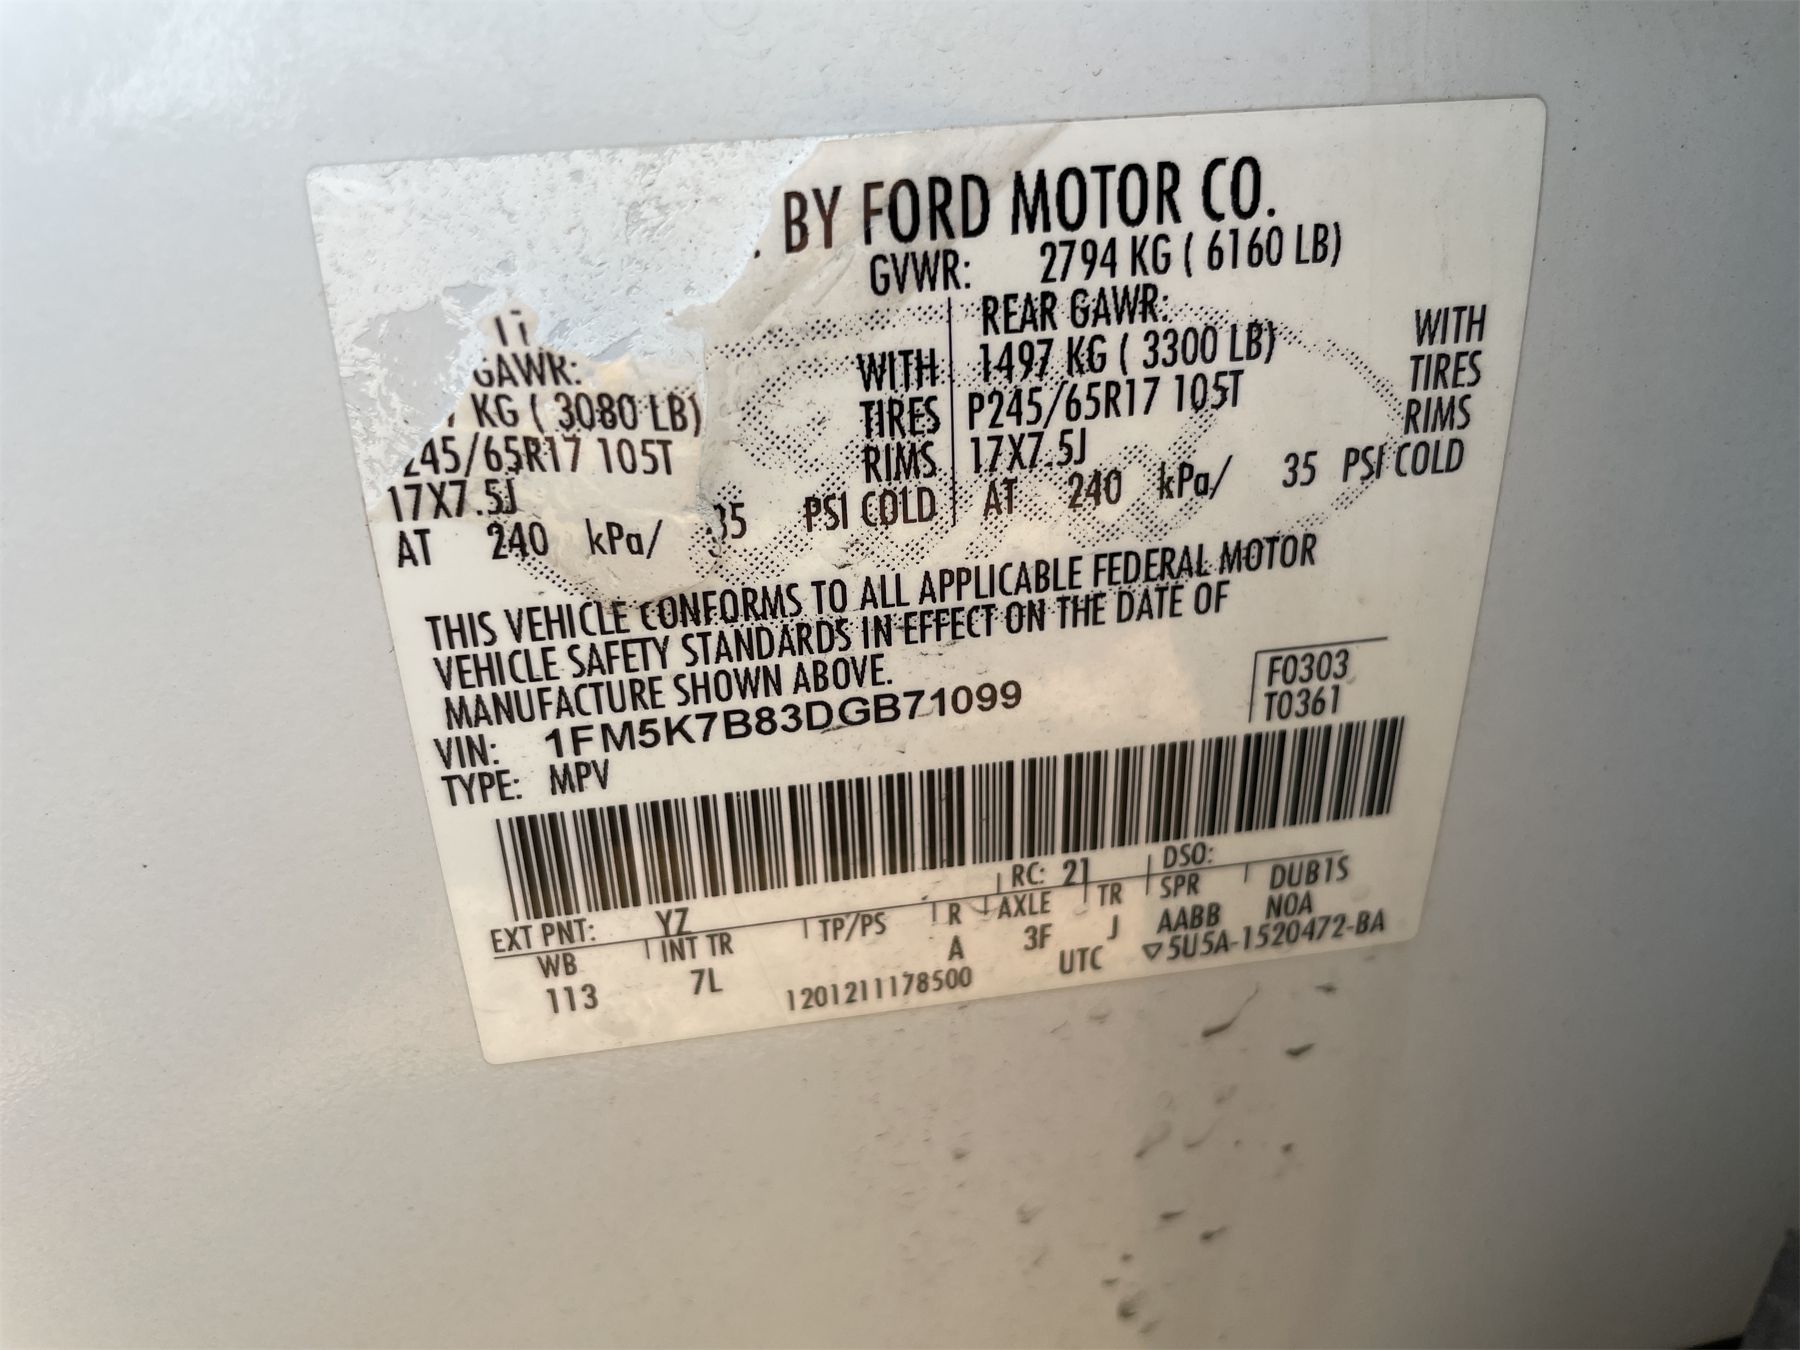 . BY FORD MOTOR CO.
GVWR: 2794 KG ( 6160 LB)
GAWR: REAR GAWR:
KG ( 3080 LB) WITH 1497 KG ( 3300 LB) WITH
245/65R17 105T TIRES P245/65R17 105T TIRES
17X7.5J RIMS 17X7.5J RIMS
AT 240 kPa/ 35 PSI COLD AT 240 kPa/ 35 PSI COLD
THIS VEHICLE CONFORMS TO ALL APPLICABLE FEDERAL MOTOR
VEHICLE SAFETY STANDARDS IN EFFECT ON THE DATE OF
MANUFACTURE SHOWN ABOVE.
F0303
VIN: 1FM5K7B83DGB71099
T0361
TYPE: MPV
EXT PNT: YZ RC: 21 DSO:
WB INT TR TP/PS R AXLE TR SPR DUB1S
113 7L A 3F J AABB N0A
1201211178500 UTC ▽5U5A-1520472-BA